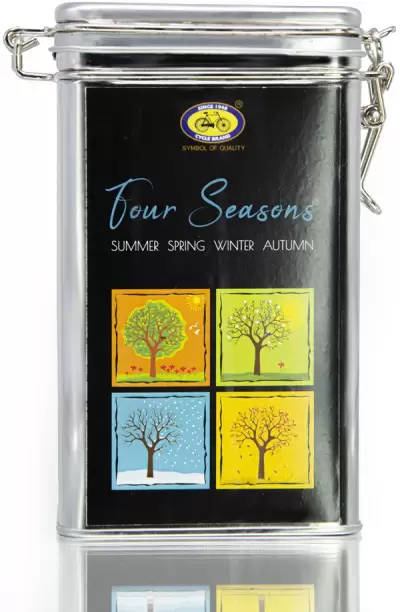 SINCE 1948
CYCLE BRAND
®
SYMBOL OF QUALITY
Four Seasons
SUMMER SPRING WINTER AUTUMN